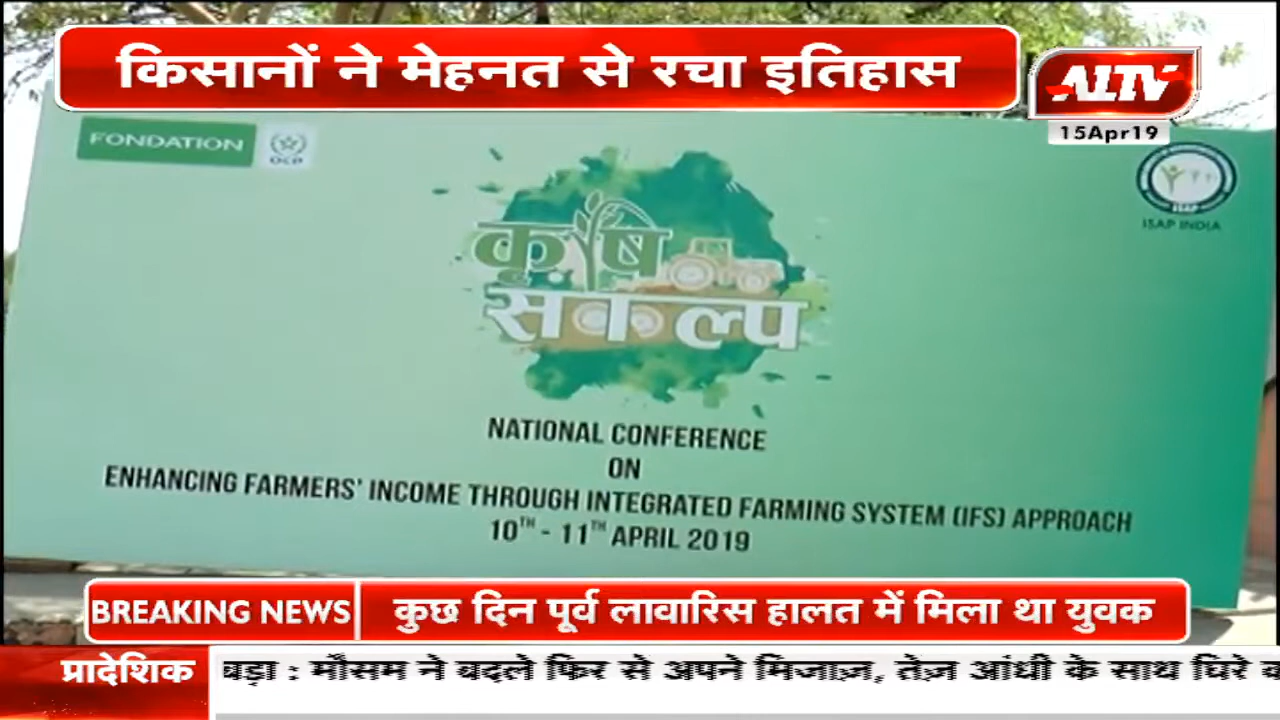 किसानों ने मेहनत से रचा इतिहास
ALTV
15Apr19
FONDATION
OCP
ISAP
ISAP INDIA
कृषि
संकल्प
NATIONAL CONFERENCE
ON
ENHANCING FARMERS' INCOME THROUGH INTEGRATED FARMING SYSTEM (IFS) APPROACH
10TH - 11TH APRIL 2019
BREAKING NEWS
कुछ दिन पूर्व लावारिस हालत में मिला था युवक
प्रादेशिक
बड़ा : मौसम ने बदले फिर से अपने मिजाज़, तेज़ आंधी के साथ घिरे